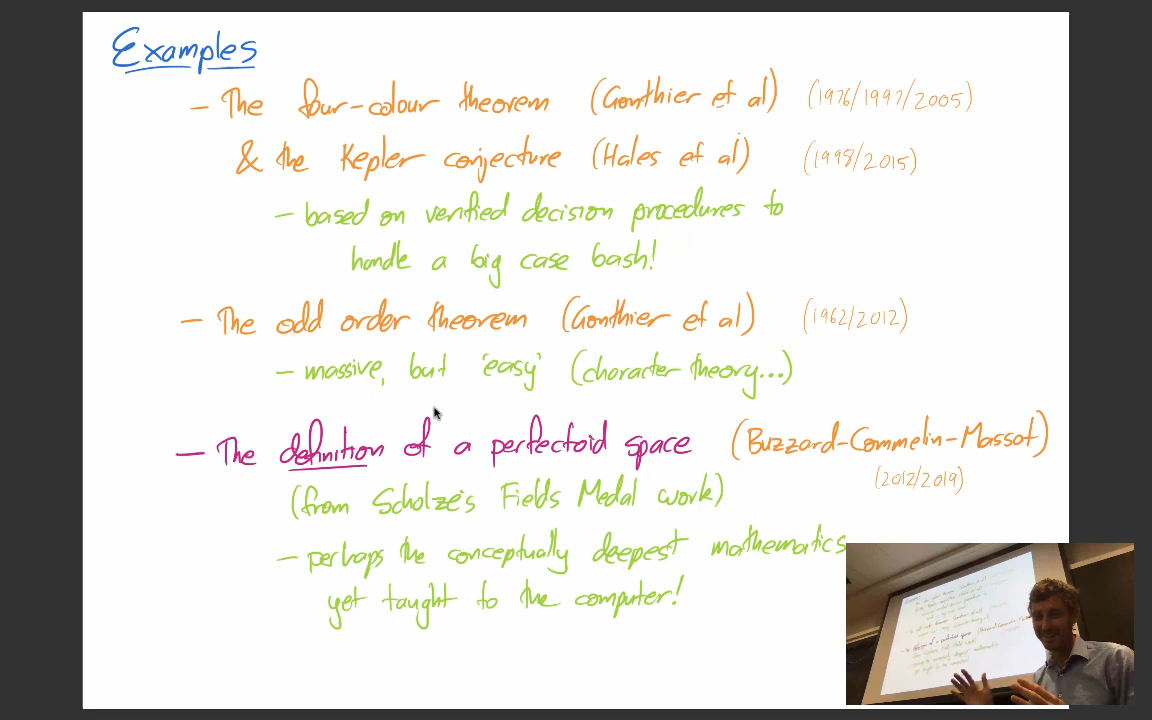 Examples
- The four-colour theorem (Gonthier et al) (1976/1997/2005)
& the Kepler conjecture (Hales et al) (1998/2015)
- based on verified decision procedures to
handle a big case bash!
- The odd order theorem (Gonthier et al) (1962/2012)
- massive, but 'easy' (character theory...)
- The definition of a perfectoid space (Buzzard-Commelin-Massot)
(2012/2019)
(from Scholze's Fields Medal work)
- perhaps the conceptually deepest mathematics
yet taught to the computer!